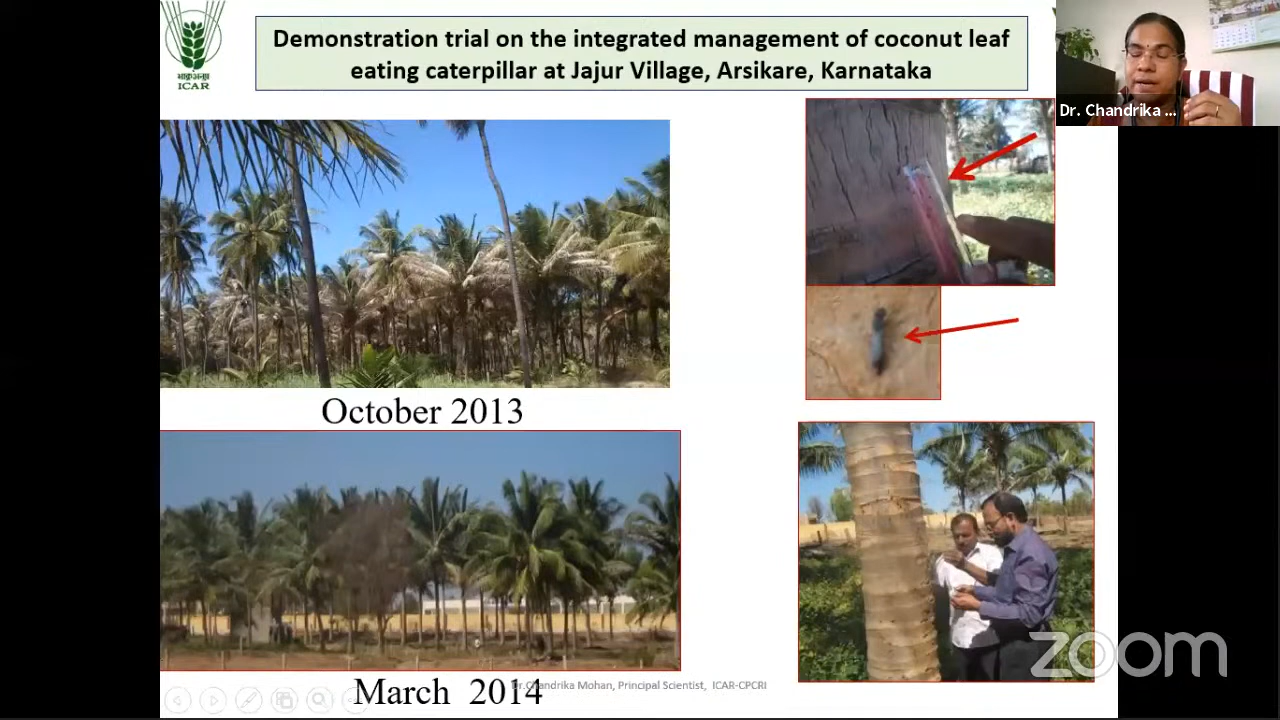 Demonstration trial on the integrated management of coconut leaf
eating caterpillar at Jajur Village, Arsikare, Karnataka
ICAR
Dr. Chandrika ...
October 2013
March 2014
Dr.Chandrika Mohan, Principal Scientist, ICAR-CPCRI
zoom